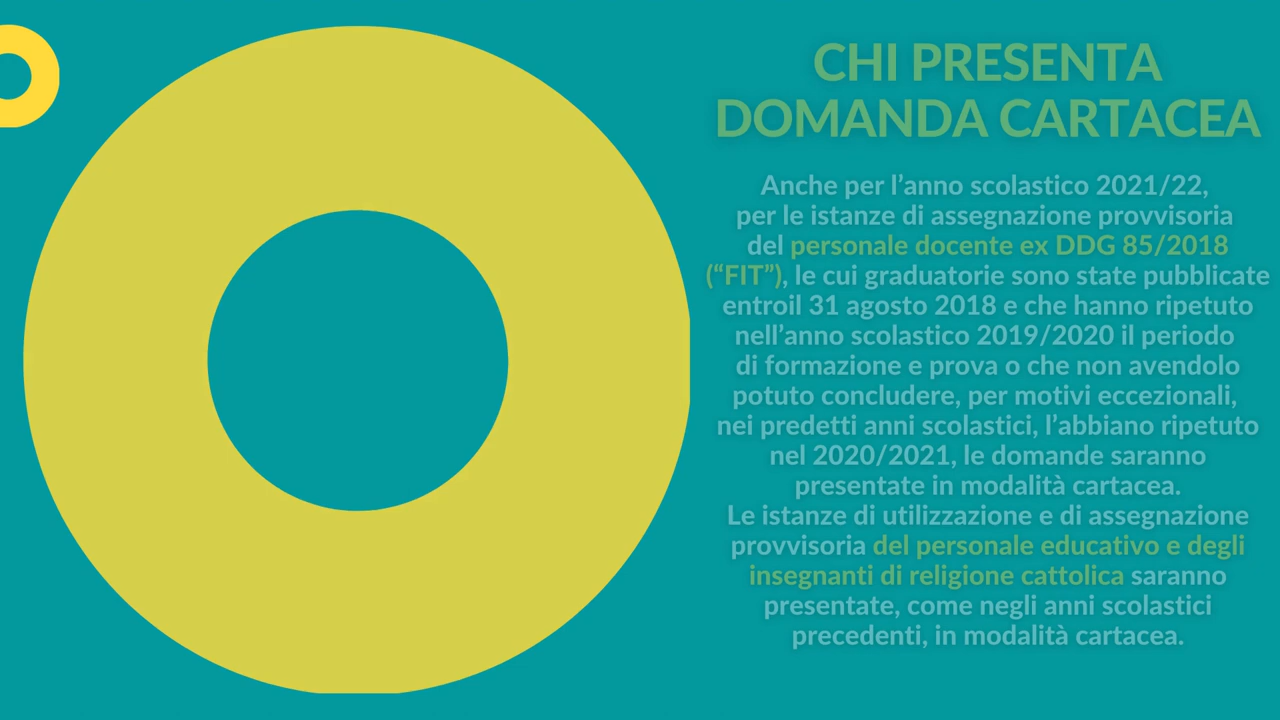 CHI PRESENTA
DOMANDA CARTACEA
Anche per l’anno scolastico 2021/22,
per le istanze di assegnazione provvisoria
del personale docente ex DDG 85/2018
(“FIT”), le cui graduatorie sono state pubblicate
entroil 31 agosto 2018 e che hanno ripetuto
nell’anno scolastico 2019/2020 il periodo
di formazione e prova o che non avendolo
potuto concludere, per motivi eccezionali,
nei predetti anni scolastici, l’abbiano ripetuto
nel 2020/2021, le domande saranno
presentate in modalità cartacea.
Le istanze di utilizzazione e di assegnazione
provvisoria del personale educativo e degli
insegnanti di religione cattolica saranno
presentate, come negli anni scolastici
precedenti, in modalità cartacea.